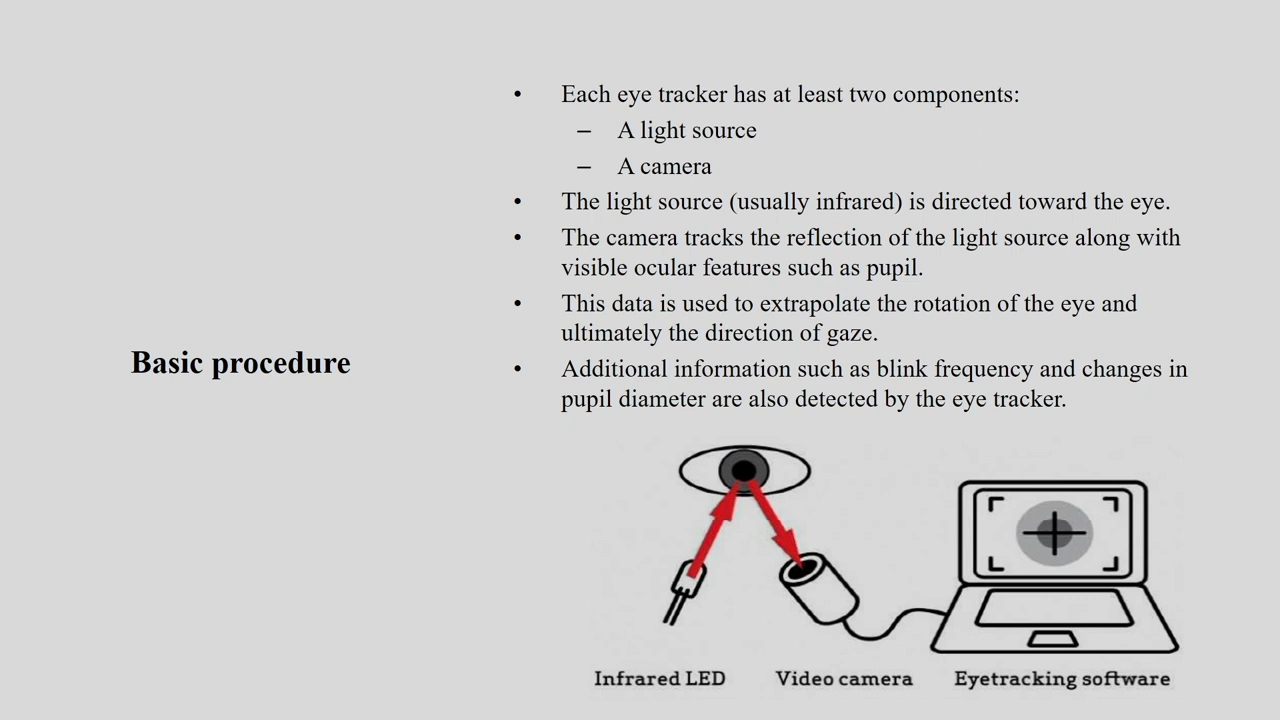 Basic procedure
• Each eye tracker has at least two components:
– A light source
– A camera
• The light source (usually infrared) is directed toward the eye.
• The camera tracks the reflection of the light source along with
visible ocular features such as pupil.
• This data is used to extrapolate the rotation of the eye and
ultimately the direction of gaze.
• Additional information such as blink frequency and changes in
pupil diameter are also detected by the eye tracker.
Infrared LED Video camera Eyetracking software